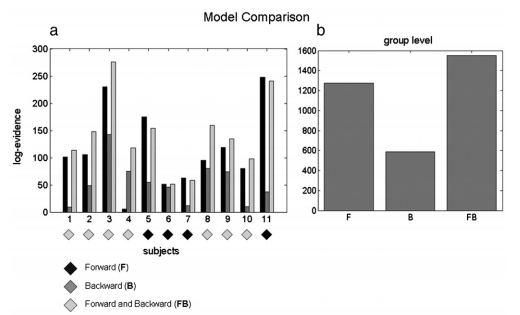 Model Comparison
a
b
group level
300
250
200
150
100
50
0
log-evidence
1 2 3 4 5 6 7 8 9 10 11
subjects
Forward (F)
Backward (B)
Forward and Backward (FB)
1600
1400
1200
1000
800
600
400
200
0
F B FB